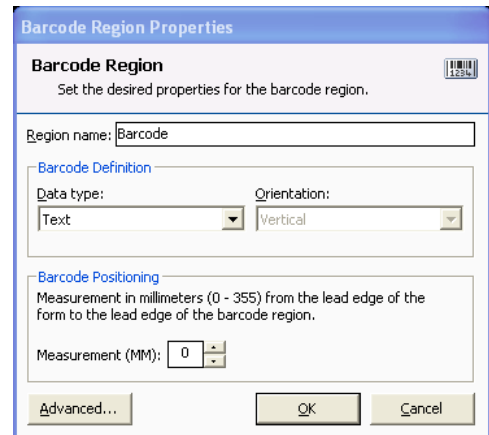 Barcode Region Properties
Barcode Region
1234
Set the desired properties for the barcode region.
Region name: Barcode
Barcode Definition
Data type: Orientation:
Text Vertical
Barcode Positioning
Measurement in millimeters (0 - 355) from the lead edge of the
form to the lead edge of the barcode region.
Measurement (MM): 0
Advanced... OK Cancel